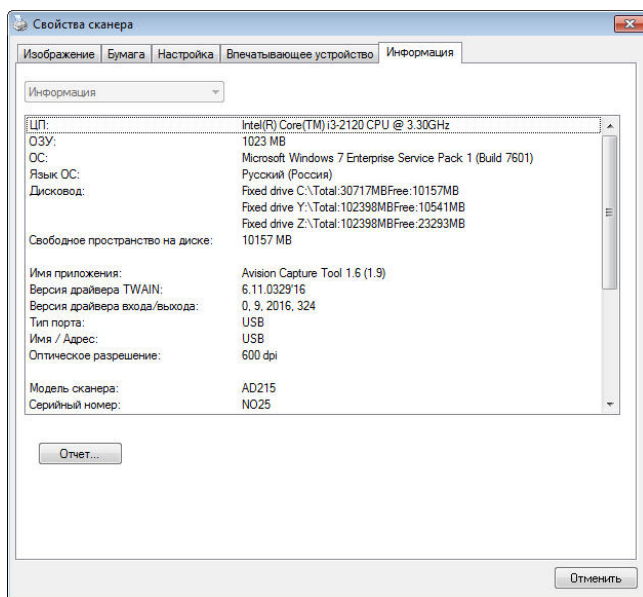 Свойства сканера
Изображение Бумага Настройка Впечатывающее устройство Информация
Информация
ЦП: Intel(R) Core(TM) i3-2120 CPU @ 3.30GHz
ОЗУ: 1023 MB
ОС: Microsoft Windows 7 Enterprise Service Pack 1 (Build 7601)
Язык ОС: Русский (Россия)
Дисковод: Fixed drive C:\Total:30717MBFree:10157MB
Fixed drive Y:\Total:102398MBFree:10541MB
Fixed drive Z:\Total:102398MBFree:23293MB
Свободное пространство на диске: 10157 MB
Имя приложения: Avision Capture Tool 1.6 (1.9)
Версия драйвера TWAIN: 6.11.0329'16
Версия драйвера входа/выхода: 0, 9, 2016, 324
Тип порта: USB
Имя / Адрес: USB
Оптическое разрешение: 600 dpi
Модель сканера: AD215
Серийный номер: NO25
Отчет...
Отменить